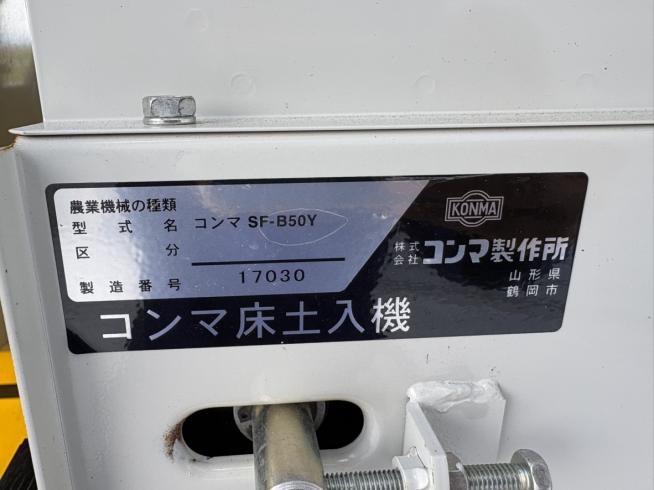 農業機械の種類
型式名 コンマ SF-B50Y
区分
製造番号 17030
コンマ床土入機
KONMA
株式会社 コンマ製作所
山形県
鶴岡市